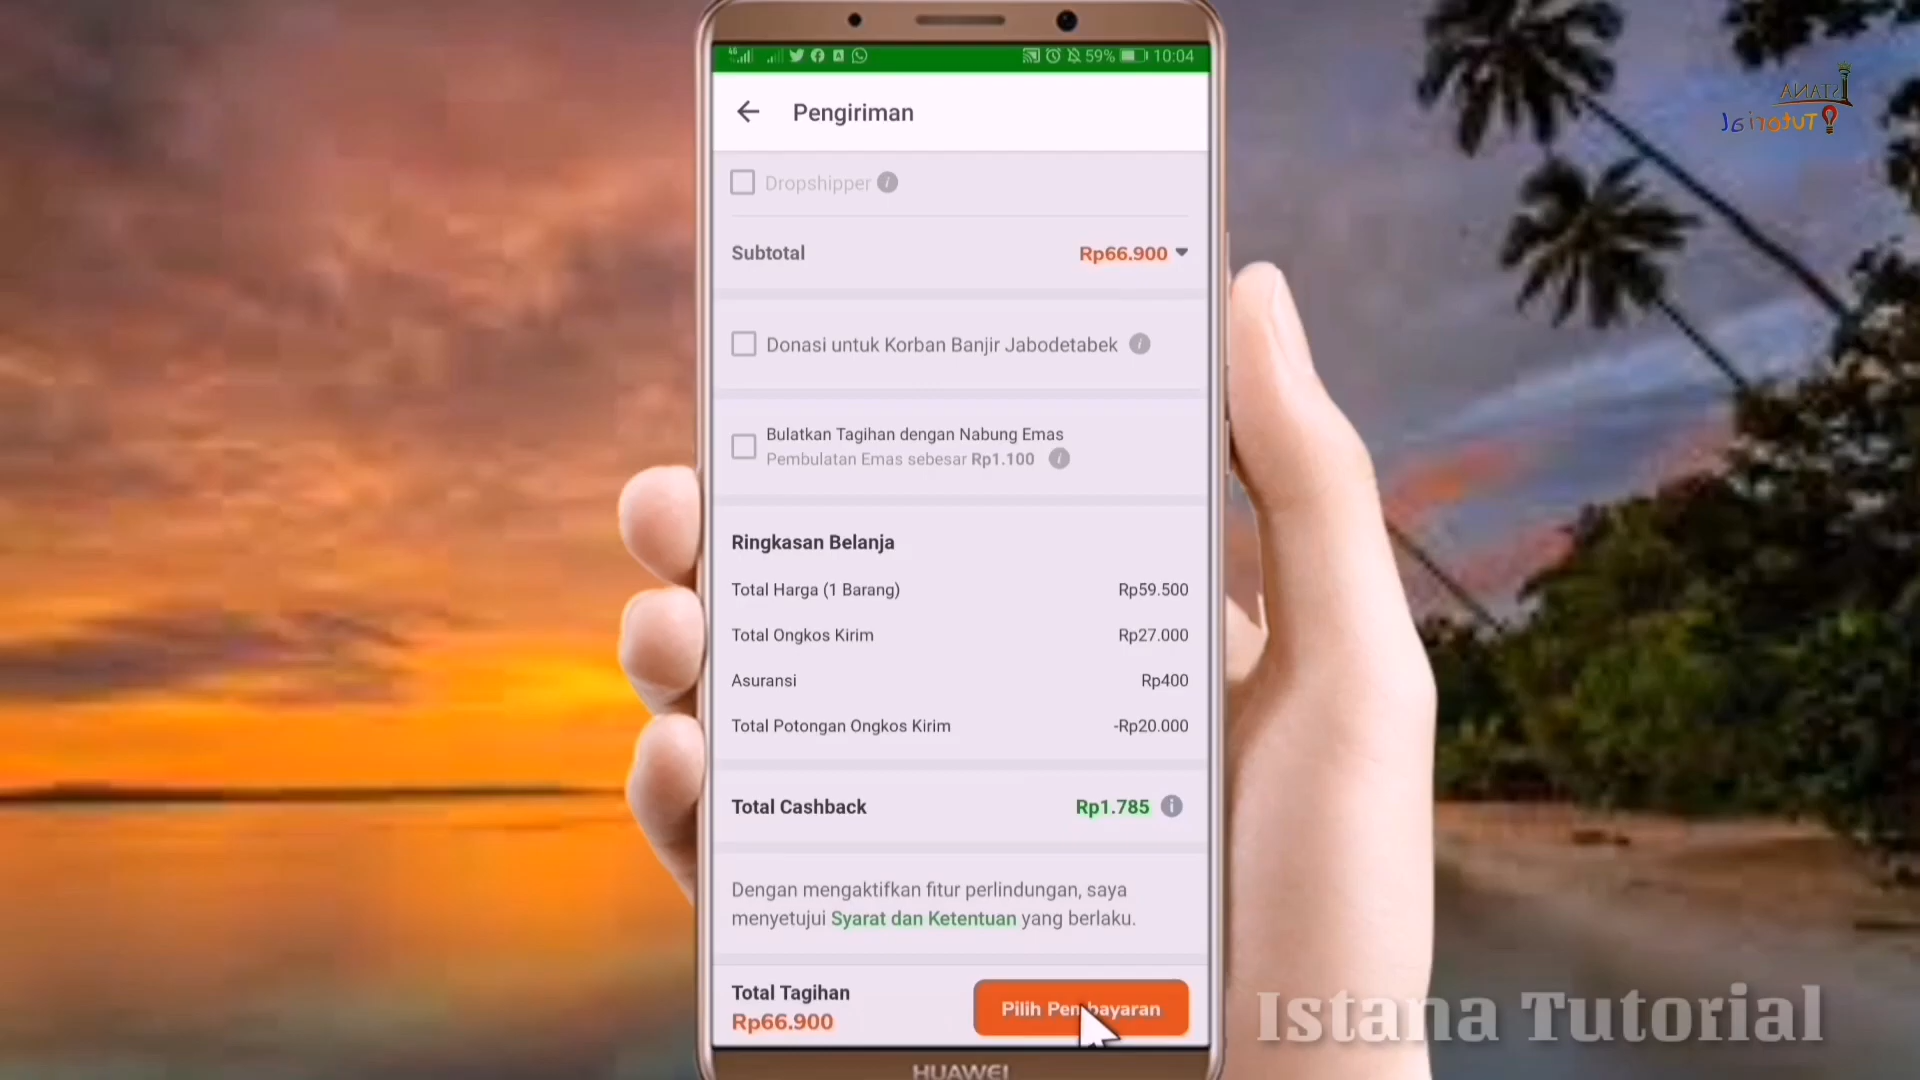 59% 10:04
Pengiriman
Dropshipper
Subtotal Rp66.900
Donasi untuk Korban Banjir Jabodetabek
Bulatkan Tagihan dengan Nabung Emas
Pembulatan Emas sebesar Rp1.100
Ringkasan Belanja
Total Harga (1 Barang) Rp59.500
Total Ongkos Kirim Rp27.000
Asuransi Rp400
Total Potongan Ongkos Kirim -Rp20.000
Total Cashback Rp1.785
Dengan mengaktifkan fitur perlindungan, saya
menyetujui Syarat dan Ketentuan yang berlaku.
Total Tagihan
Rp66.900
Pilih Pembayaran
HUAWEI
ISTANA
Tutorial
Istana Tutorial